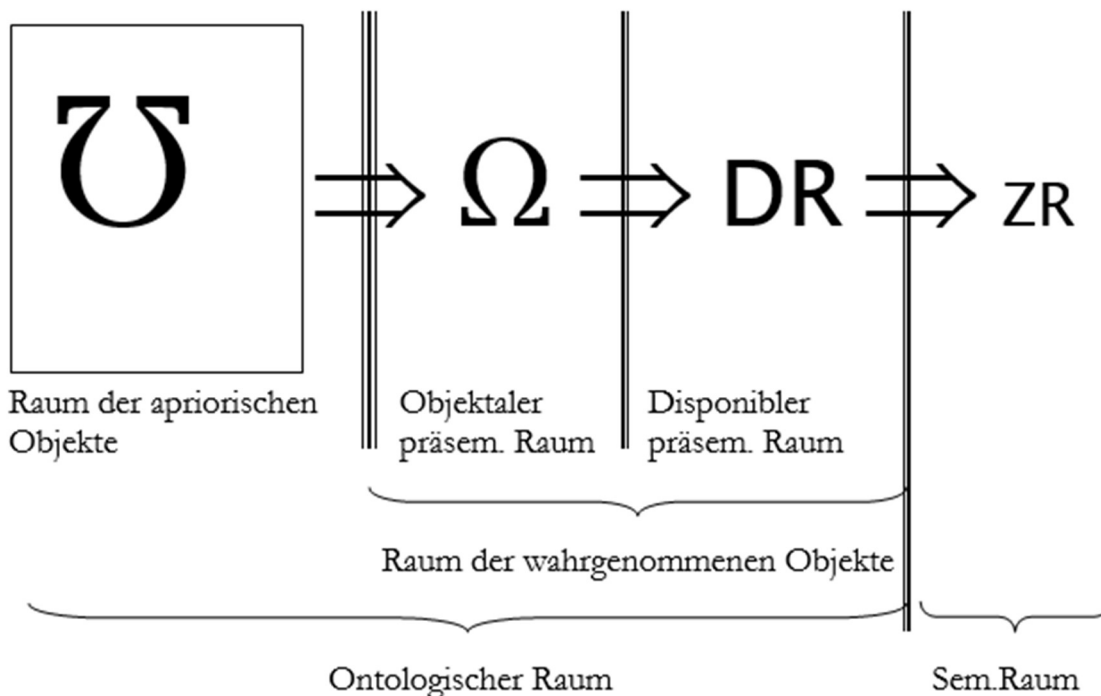 ℧ ⇒ Ω ⇒ DR ⇒ ZR
Raum der apriorischen
Objekte
Objektaler
präsem. Raum
Disponibler
präsem. Raum
Raum der wahrgenommenen Objekte
Ontologischer Raum
Sem.Raum